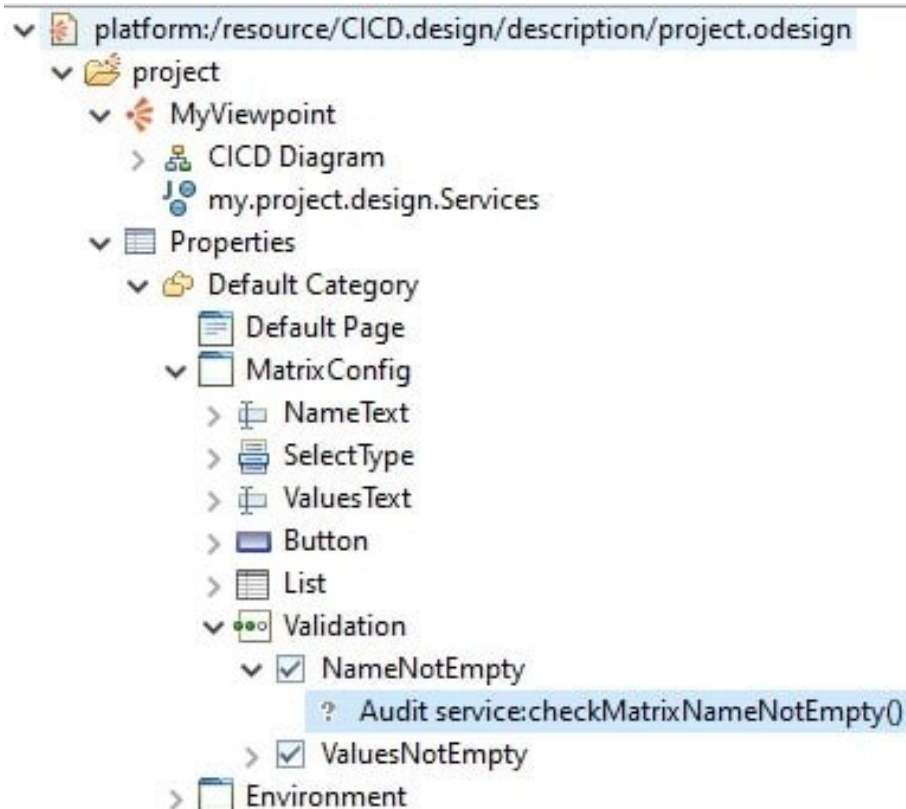 platform:/resource/CICD.design/description/project.odesign
project
MyViewpoint
CICD Diagram
my.project.design.Services
Properties
Default Category
Default Page
MatrixConfig
NameText
SelectType
ValuesText
Button
List
Validation
NameNotEmpty
? Audit service:checkMatrixNameNotEmpty()
ValuesNotEmpty
Environment